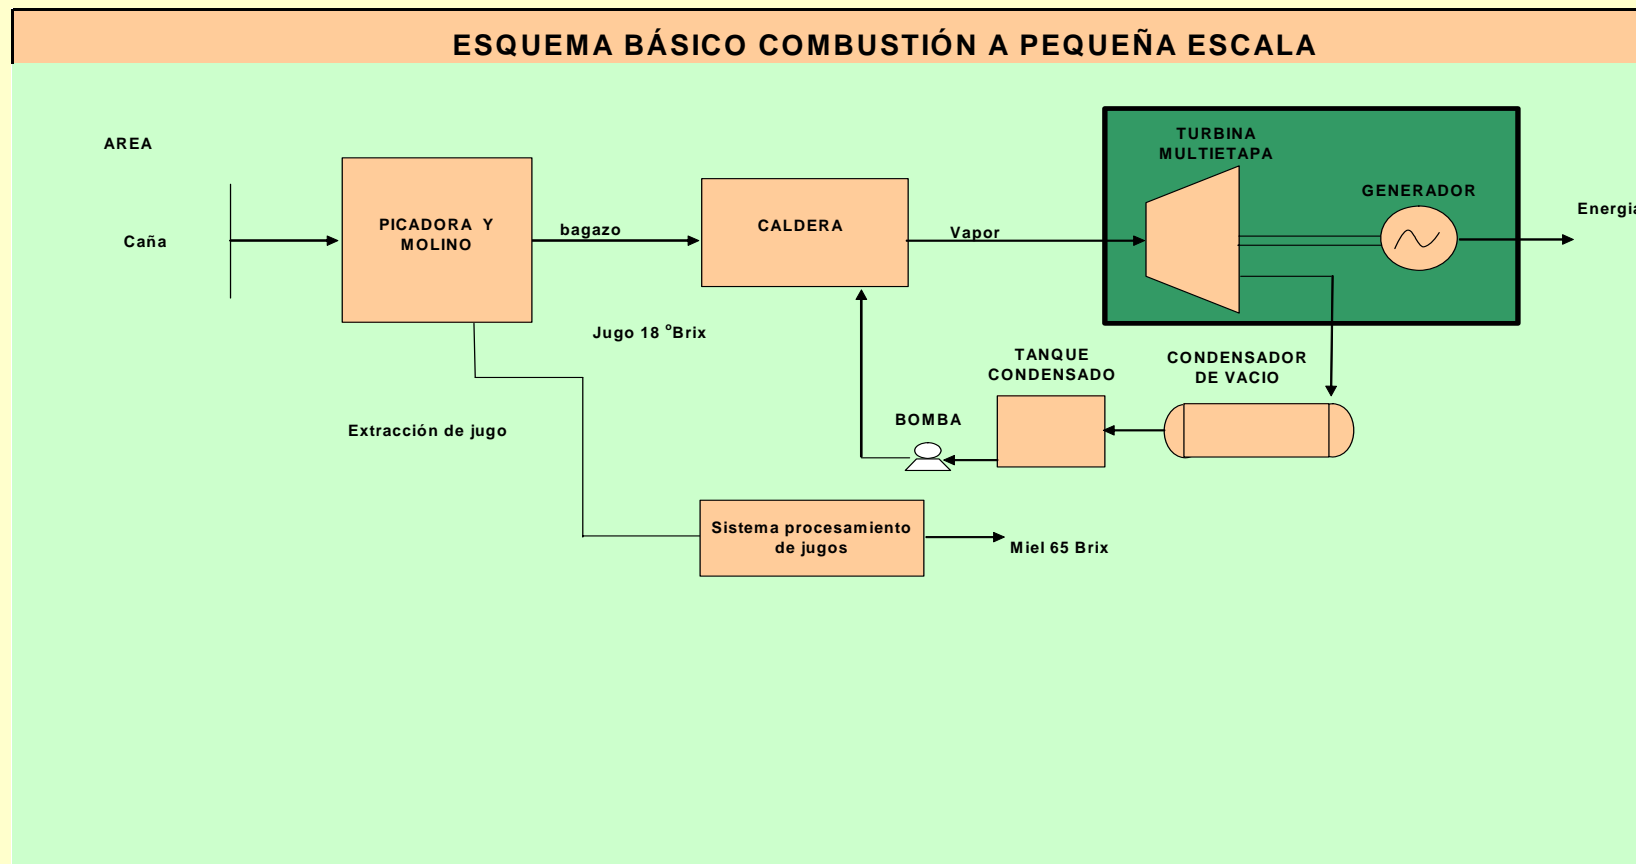 ESQUEMA BÁSICO COMBUSTIÓN A PEQUEÑA ESCALA
AREA
Caña
PICADORA Y
MOLINO
bagazo
CALDERA
Vapor
TURBINA
MULTIETAPA
GENERADOR
Energia
Jugo 18 °Brix
Extracción de jugo
BOMBA
TANQUE
CONDENSADO
CONDENSADOR
DE VACIO
Sistema procesamiento
de jugos
Miel 65 Brix